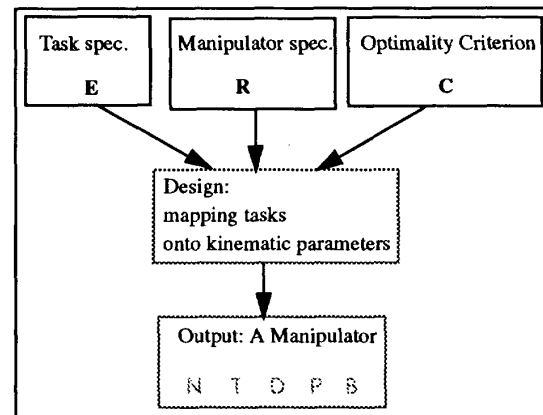 Task spec.
E
Manipulator spec.
R
Optimality Criterion
C
Design:
mapping tasks
onto kinematic parameters
Output: A Manipulator
N T D P B